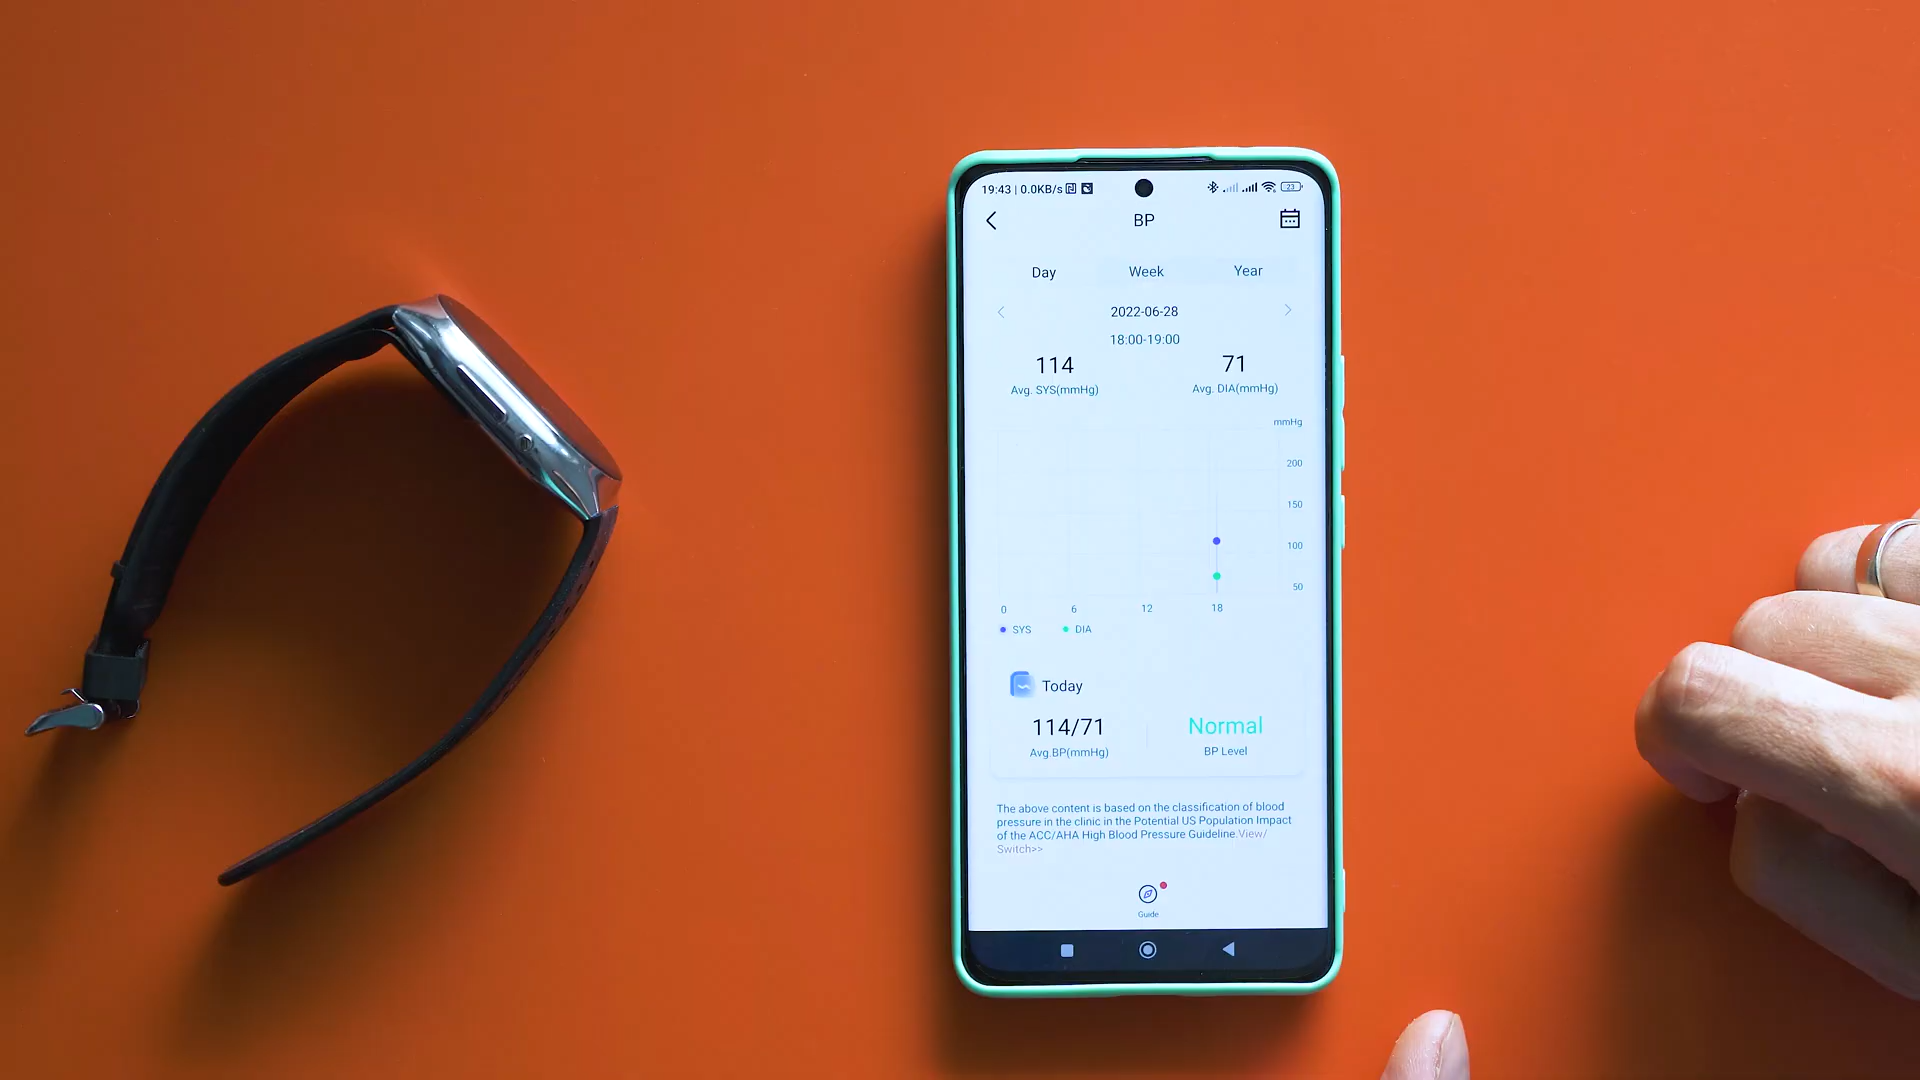 19:43 | 0.0KB/s
23
BP
Day Week Year
2022-06-28
18:00-19:00
114 71
Avg. SYS(mmHg) Avg. DIA(mmHg)
mmHg
200
150
100
50
0 6 12 18
SYS DIA
Today
114/71 Normal
Avg.BP(mmHg) BP Level
The above content is based on the classification of blood
pressure in the clinic in the Potential US Population Impact
of the ACC/AHA High Blood Pressure Guideline.View/
Switch>>
Guide